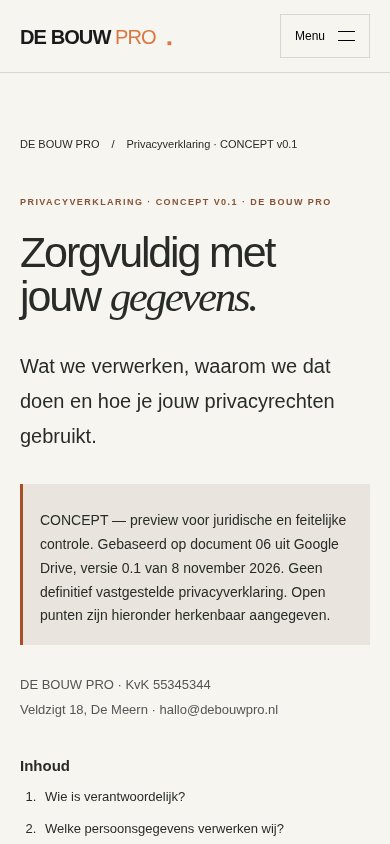 DE BOUW PRO .
Menu
DE BOUW PRO / Privacyverklaring · CONCEPT v0.1
PRIVACYVERKLARING · CONCEPT V0.1 · DE BOUW PRO
Zorgvuldig met
jouw gegevens.
Wat we verwerken, waarom we dat
doen en hoe je jouw privacyrechten
gebruikt.
CONCEPT — preview voor juridische en feitelijke
controle. Gebaseerd op document 06 uit Google
Drive, versie 0.1 van 8 november 2026. Geen
definitief vastgestelde privacyverklaring. Open
punten zijn hieronder herkenbaar aangegeven.
DE BOUW PRO · KvK 55345344
Veldzigt 18, De Meern · hallo@debouwpro.nl
Inhoud
1. Wie is verantwoordelijk?
2. Welke persoonsgegevens verwerken wij?